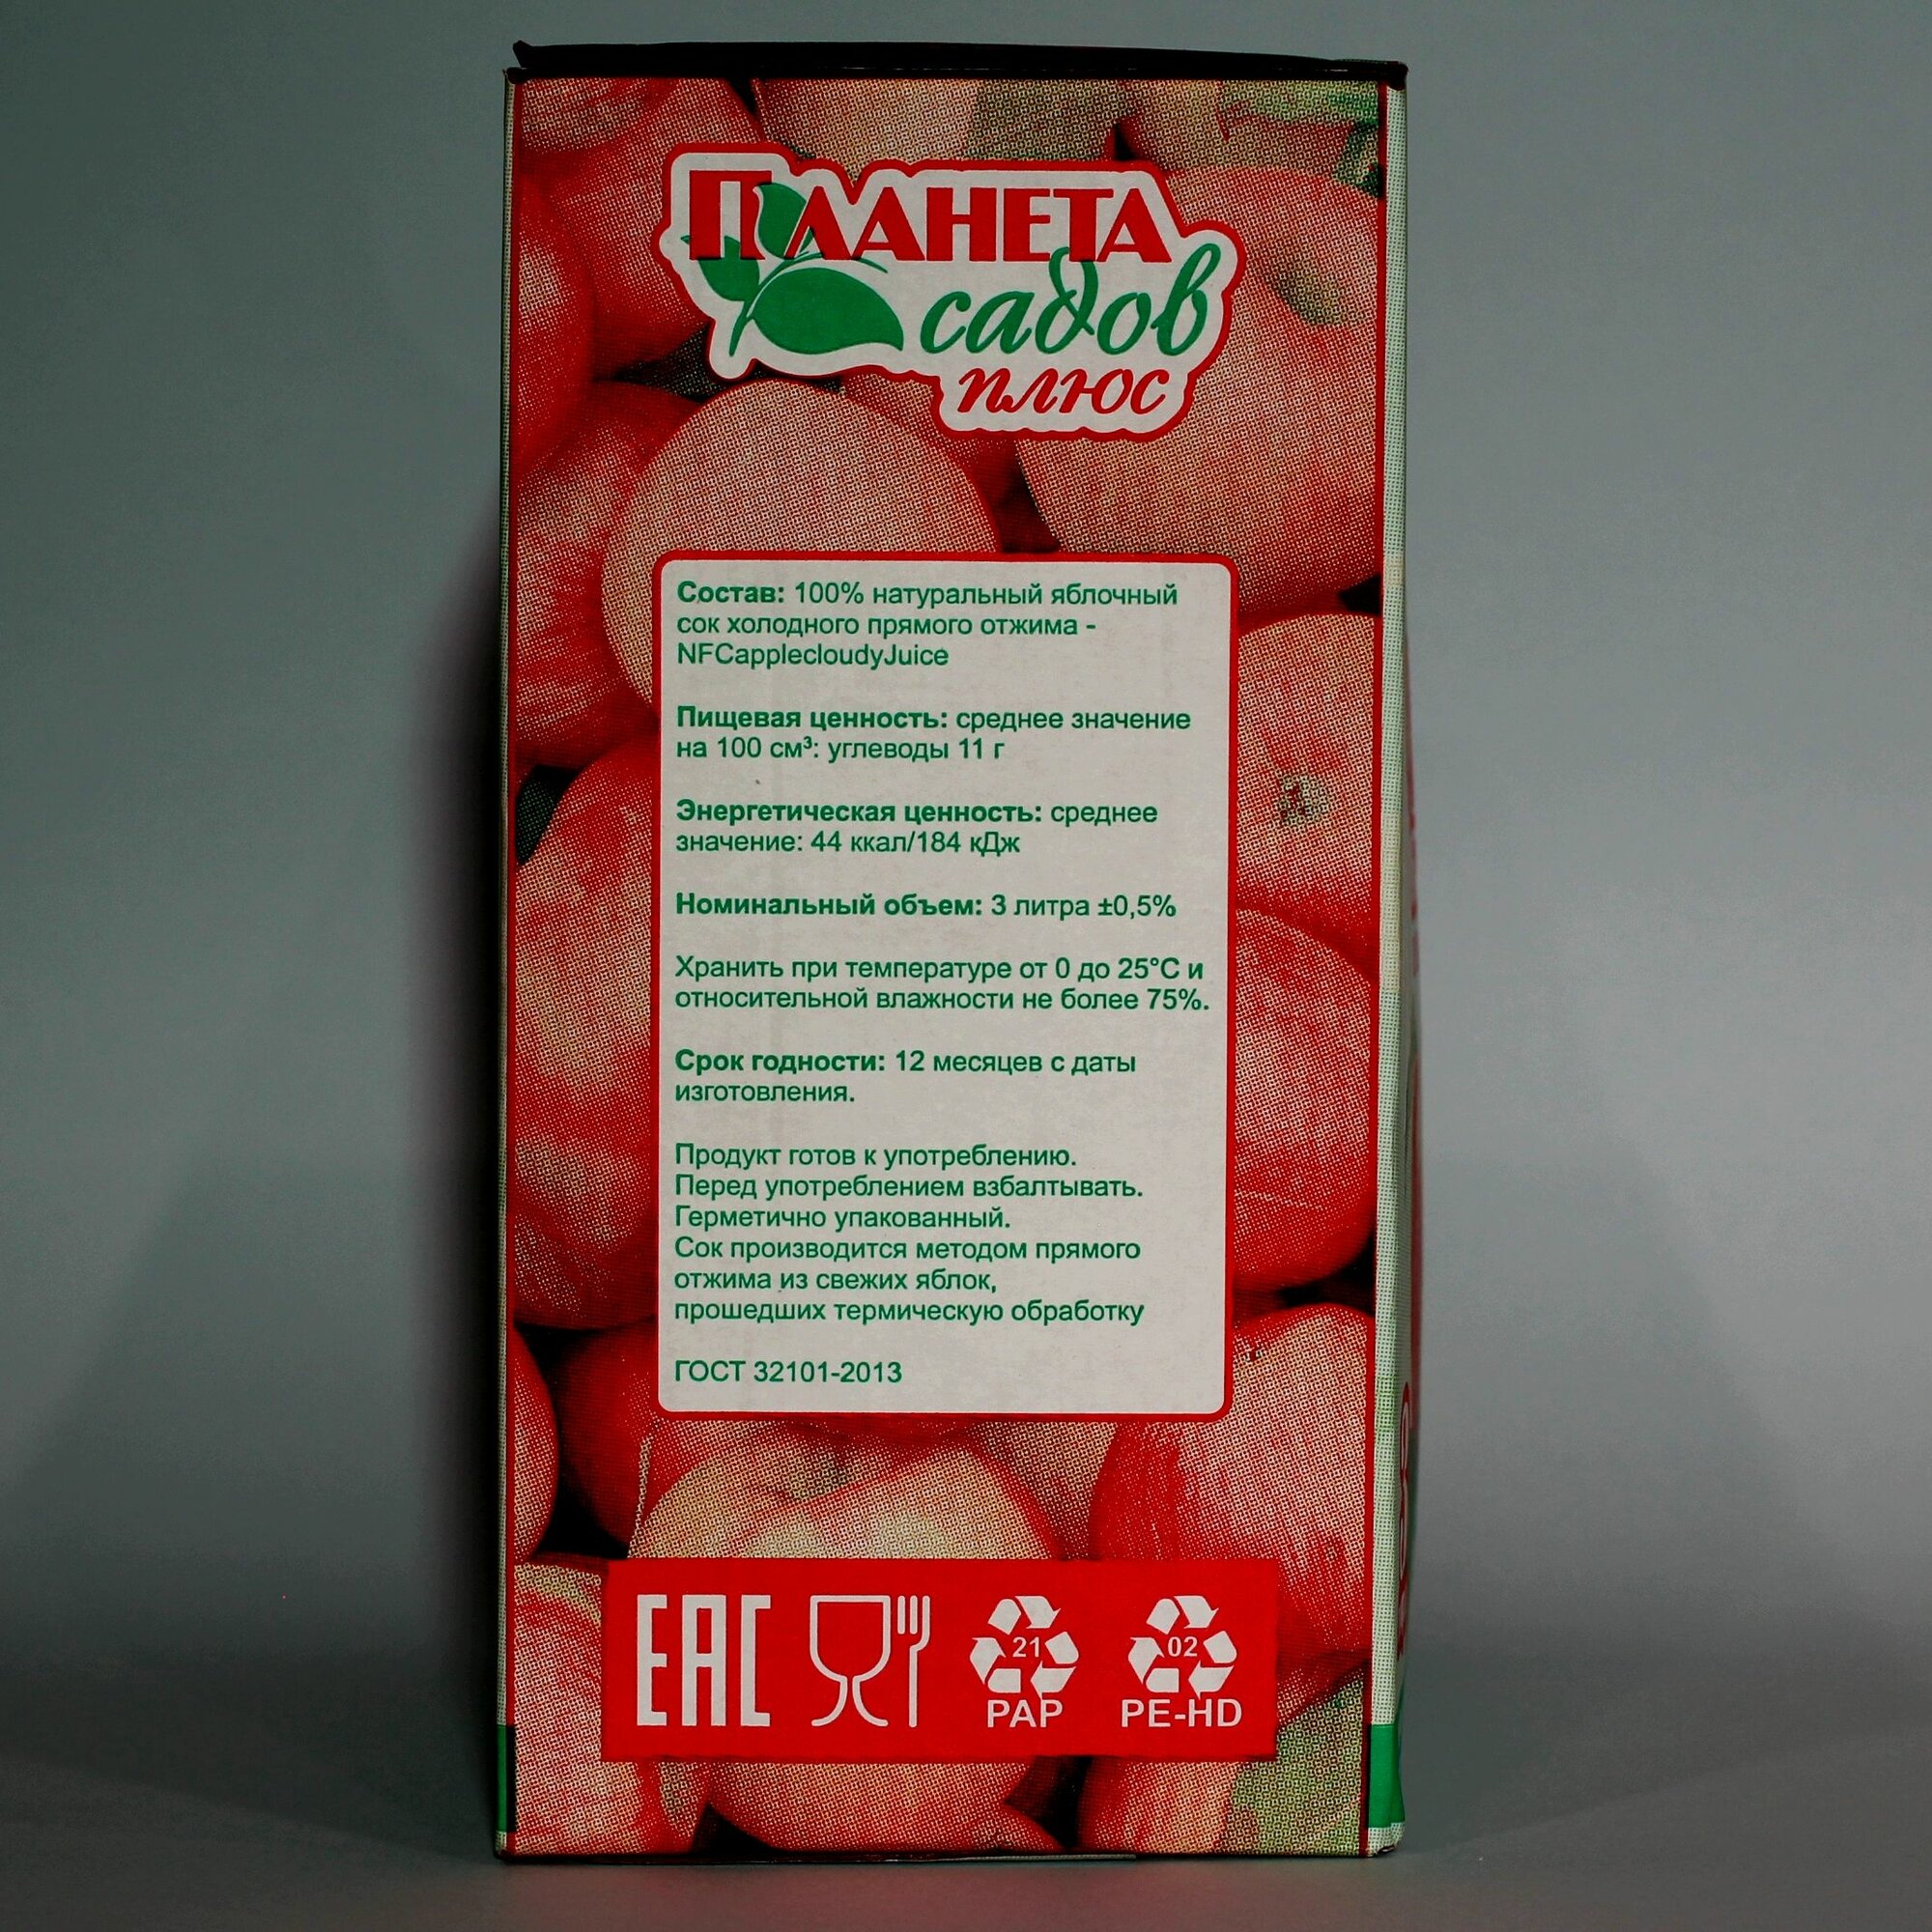 ПЛАНЕТА
садов
плюс
Состав: 100% натуральный яблочный
сок холодного прямого отжима -
NFCapplecloudyJuice
Пищевая ценность: среднее значение
на 100 см³: углеводы 11 г
Энергетическая ценность: среднее
значение: 44 ккал/184 кДж
Номинальный объем: 3 литра ±0,5%
Хранить при температуре от 0 до 25°С и
относительной влажности не более 75%.
Срок годности: 12 месяцев с даты
изготовления.
Продукт готов к употреблению.
Перед употреблением взбалтывать.
Герметично упакованный.
Сок производится методом прямого
отжима из свежих яблок,
прошедших термическую обработку
ГОСТ 32101-2013
EAC
21
02
PAP
PE-HD